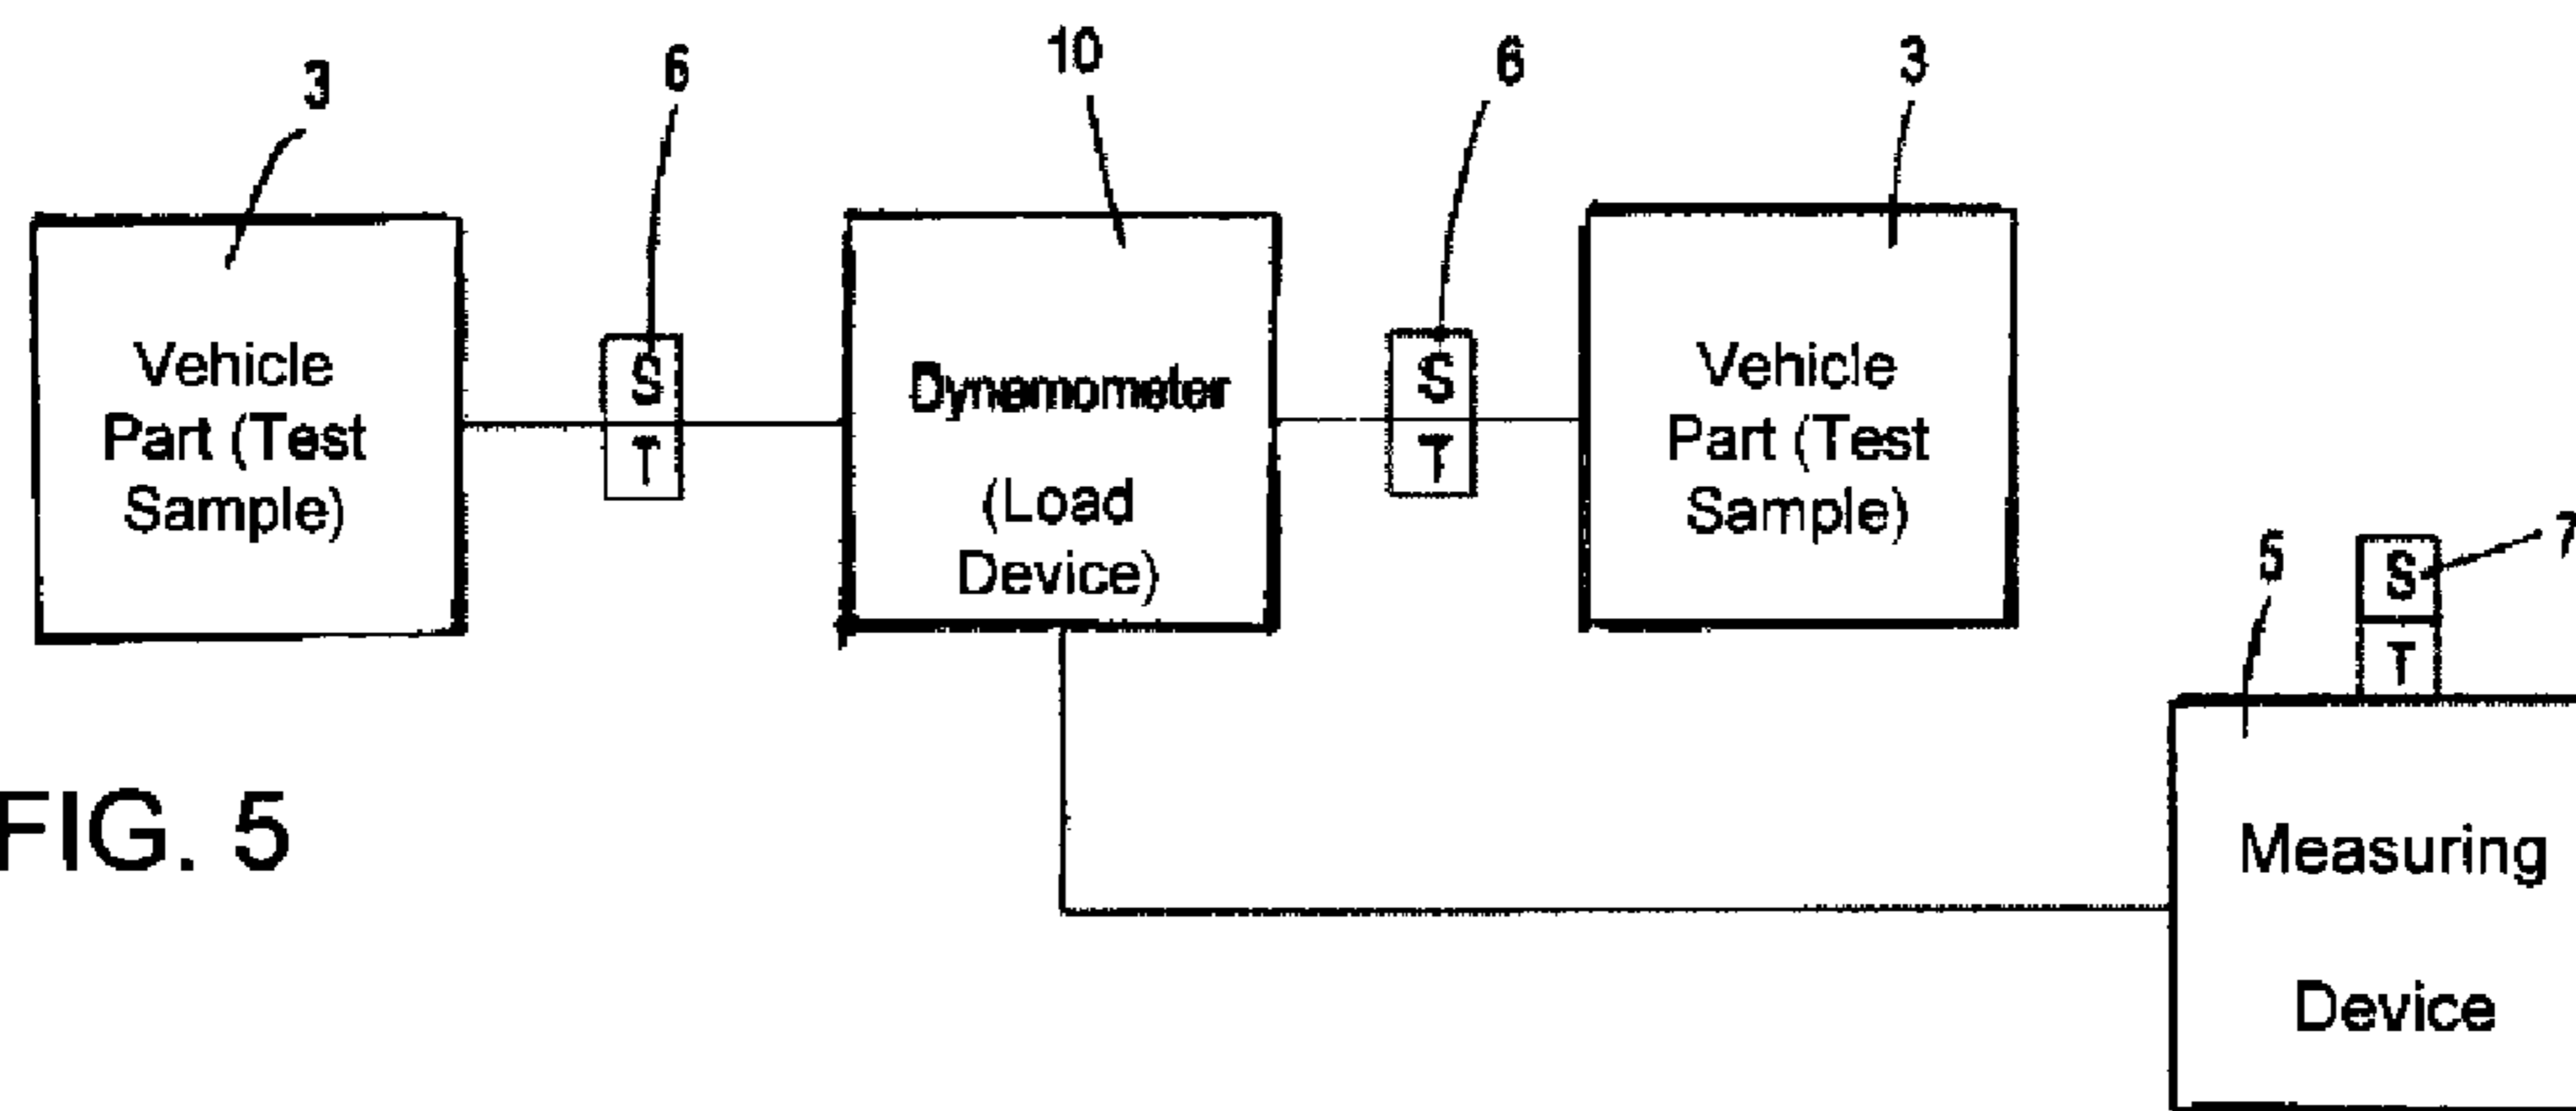 3
6
10
6
3
Vehicle
Part (Test
Sample)
S
T
Dynamometer
(Load
Device)
S
T
Vehicle
Part (Test
Sample)
5
S
7
T
Measuring
Device
FIG. 5